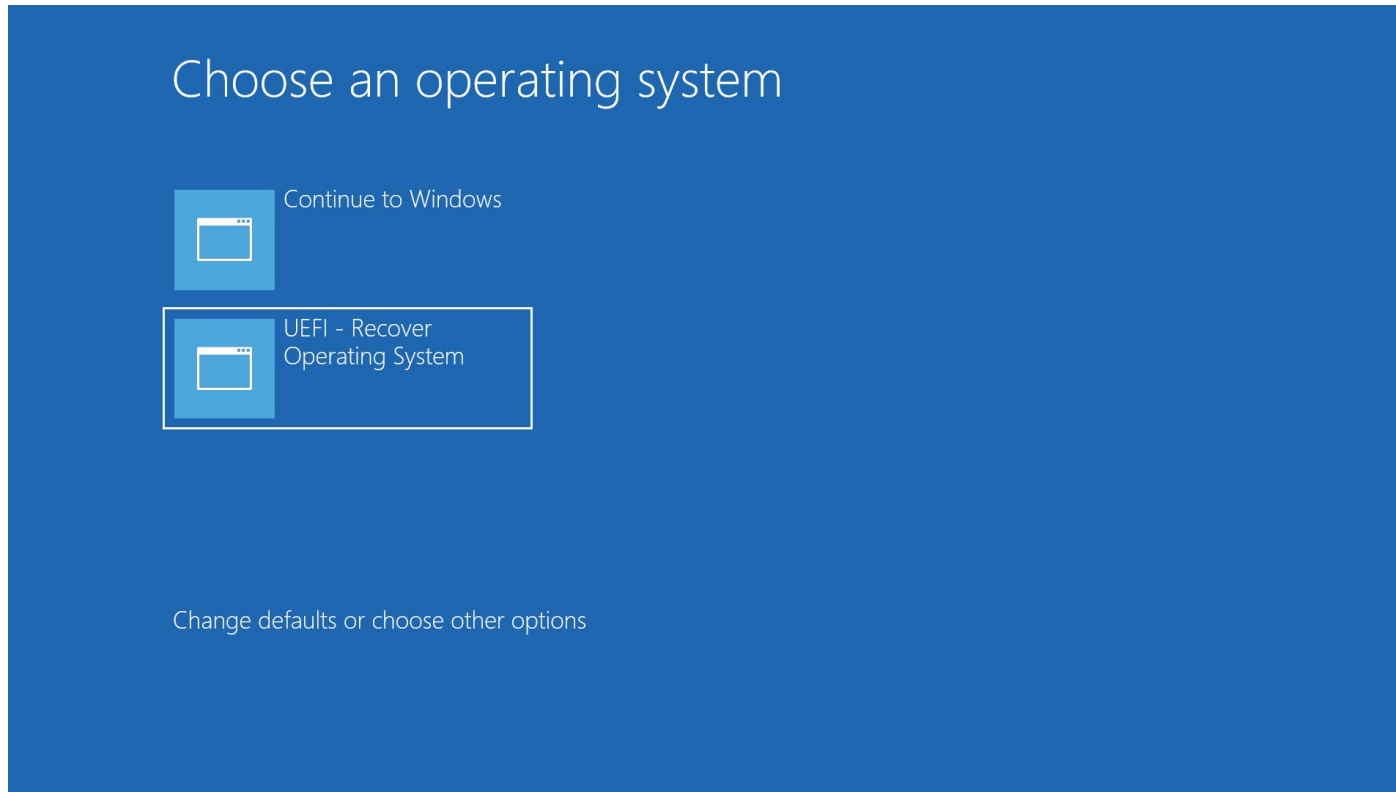 Choose an operating system
Continue to Windows
UEFI - Recover
Operating System
Change defaults or choose other options